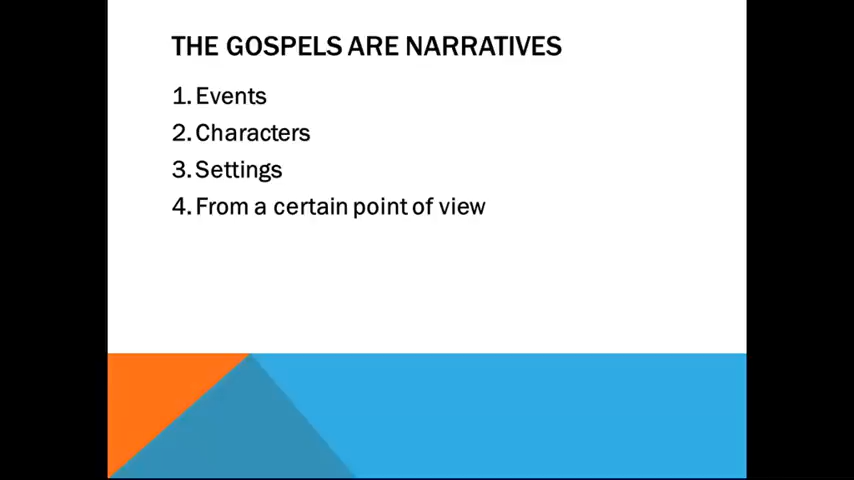 THE GOSPELS ARE NARRATIVES
1. Events
2. Characters
3. Settings
4. From a certain point of view